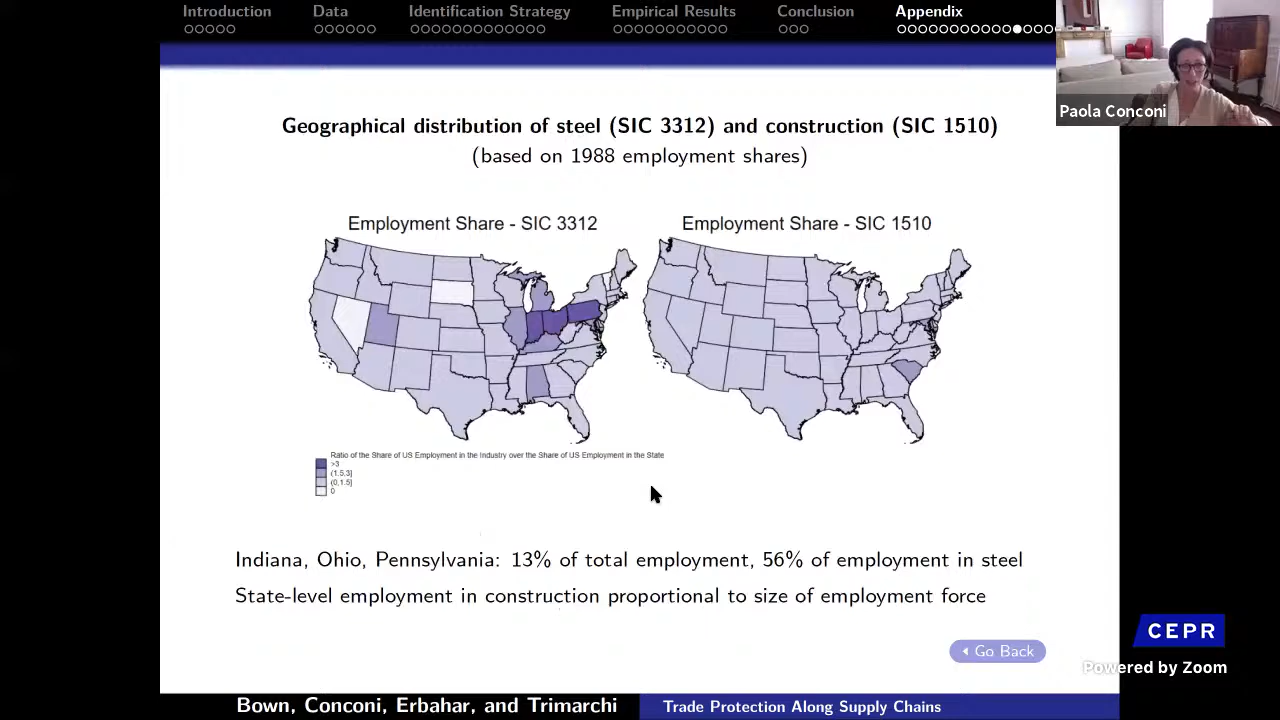 Introduction
Data
Identification Strategy
Empirical Results
Conclusion
Appendix
Paola Conconi
Geographical distribution of steel (SIC 3312) and construction (SIC 1510)
(based on 1988 employment shares)
Employment Share - SIC 3312
Employment Share - SIC 1510
Ratio of the Share of US Employment in the Industry over the Share of US Employment in the State
>3
(1.5,3]
(0,1.5]
0
Indiana, Ohio, Pennsylvania: 13% of total employment, 56% of employment in steel
State-level employment in construction proportional to size of employment force
Go Back
CEPR
Powered by Zoom
Bown, Conconi, Erbahar, and Trimarchi
Trade Protection Along Supply Chains